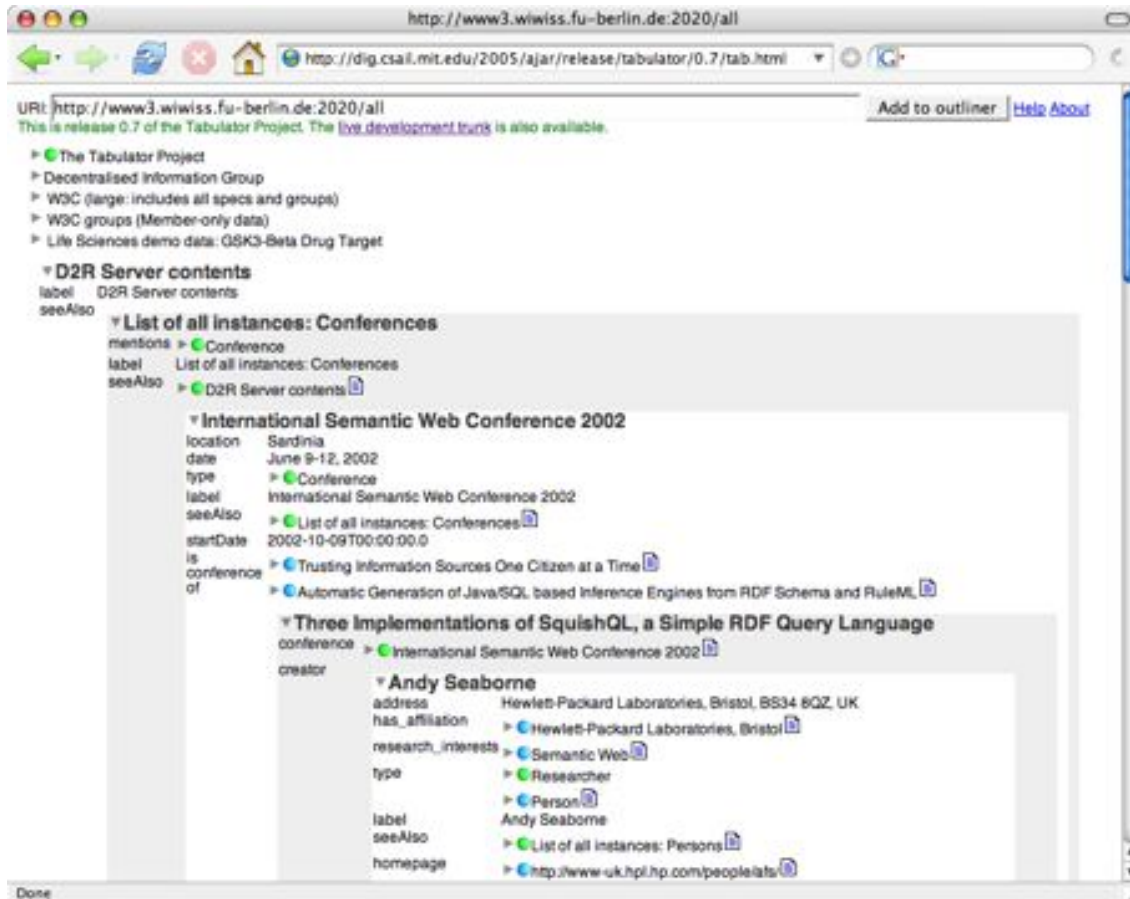 http://www3.wiwiss.fu-berlin.de:2020/all
http://dig.csail.mit.edu/2005/ajar/release/tabulator/0.7/tab.html
URI: http://www3.wiwiss.fu-berlin.de:2020/all Add to outliner Help About
This is release 0.7 of the Tabulator Project. The live development trunk is also available.
The Tabulator Project
Decentralised Information Group
W3C (large: includes all specs and groups)
W3C groups (Member-only data)
Life Sciences demo data: GSK3-Beta Drug Target
D2R Server contents
label D2R Server contents
seeAlso
List of all instances: Conferences
mentions Conference
label List of all instances: Conferences
seeAlso D2R Server contents
International Semantic Web Conference 2002
location Sardinia
date June 9-12, 2002
type Conference
label International Semantic Web Conference 2002
seeAlso List of all instances: Conferences
startDate 2002-10-09T00:00:00.0
is conference of Trusting Information Sources One Citizen at a Time
Automatic Generation of Java/SQL based Inference Engines from RDF Schema and RuleML
Three Implementations of SquishQL, a Simple RDF Query Language
conference International Semantic Web Conference 2002
creator
Andy Seaborne
address Hewlett-Packard Laboratories, Bristol, BS34 8QZ, UK
has_affiliation Hewlett-Packard Laboratories, Bristol
research_interests Semantic Web
type Researcher
Person
label Andy Seaborne
seeAlso List of all instances: Persons
homepage http://www-uk.hpl.hp.com/people/afs/
Done